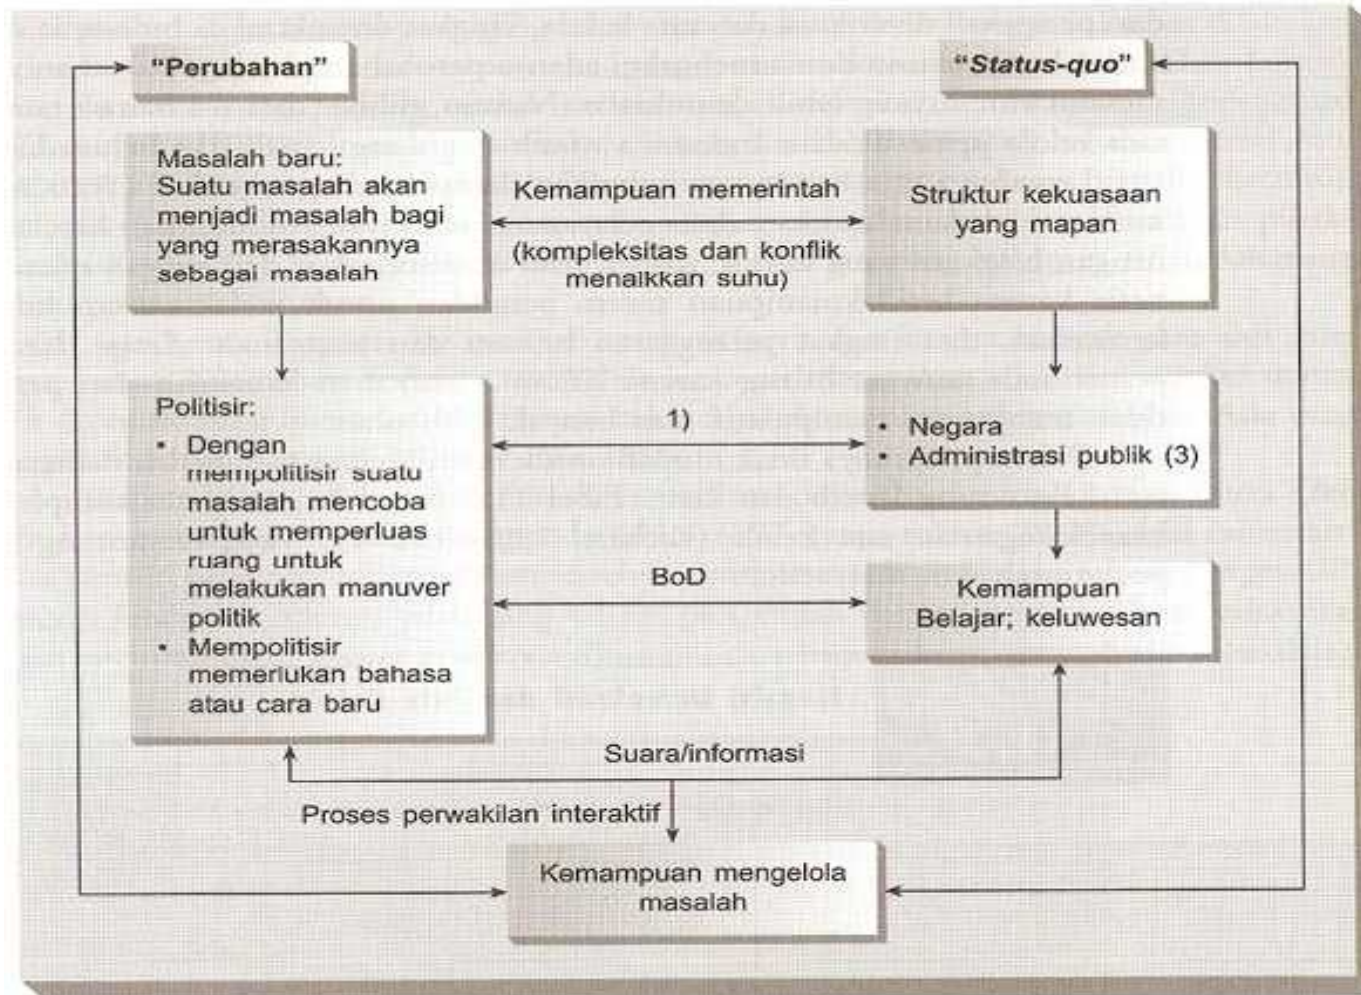 “Perubahan”
“Status-quo”
Masalah baru:
Suatu masalah akan
menjadi masalah bagi
yang merasakannya
sebagai masalah
Kemampuan memerintah
(kompleksitas dan konflik
menaikkan suhu)
Struktur kekuasaan
yang mapan
Politisir:
• Dengan
mempolitisir suatu
masalah mencoba
untuk memperluas
ruang untuk
melakukan manuver
politik
• Mempolitisir
memerlukan bahasa
atau cara baru
1)
• Negara
• Administrasi publik (3)
BoD
Kemampuan
Belajar; keluwesan
Suara/informasi
Proses perwakilan interaktif
Kemampuan mengelola
masalah